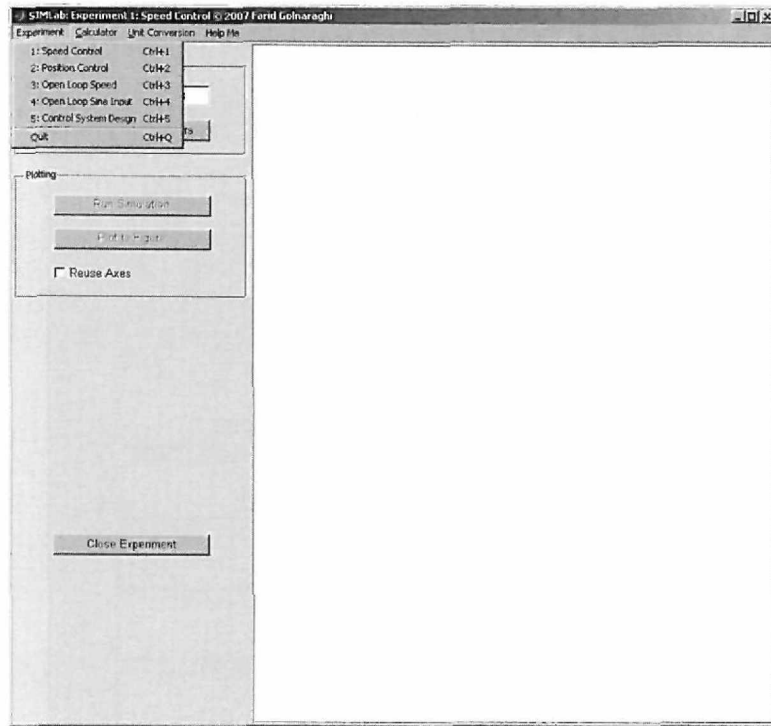 SIMLab: Experiment 1: Speed Control © 2007 Farid Golnaraghi
Experiment Calculator Unit Conversion Help Me
1: Speed Control Ctrl+1
2: Position Control Ctrl+2
3: Open Loop Speed Ctrl+3
4: Open Loop Sine Input Ctrl+4
5: Control System Design Ctrl+5
Quit Ctrl+Q
Plotting
Run Simulation
Plot to Figure
Reuse Axes
Close Experiment